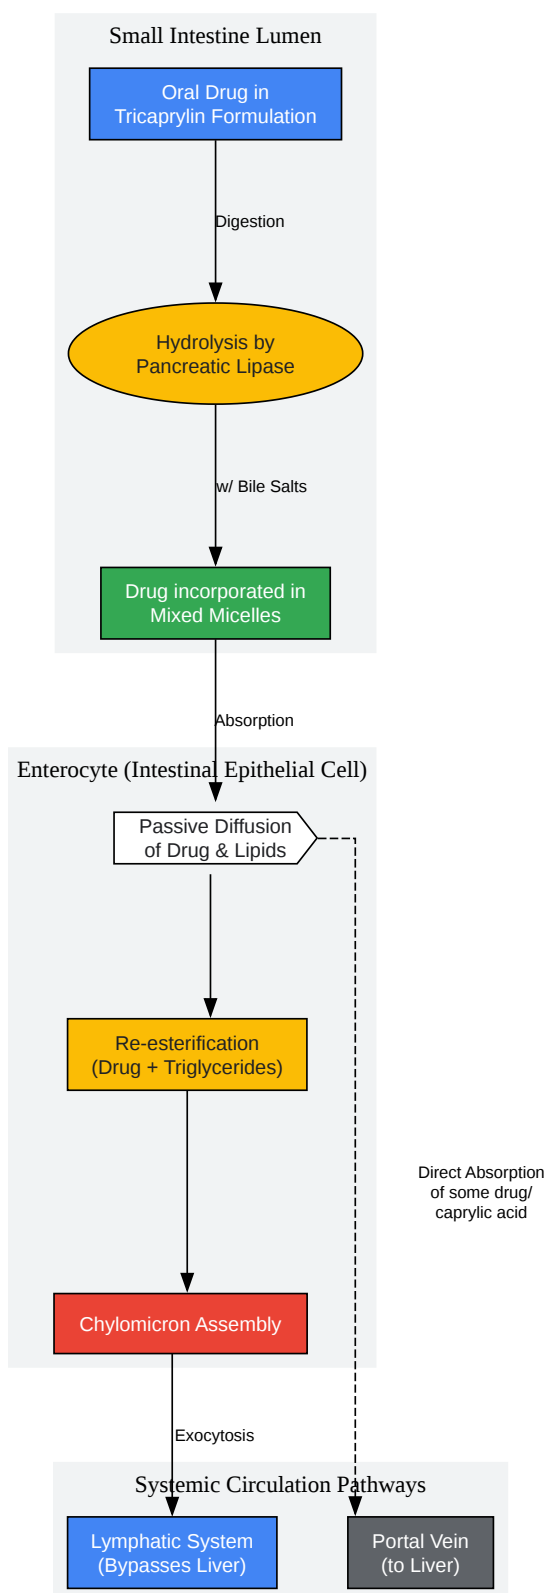 Small Intestine Lumen
Oral Drug in
Tricaprylin Formulation
Digestion
Hydrolysis by
Pancreatic Lipase
w/ Bile Salts
Drug incorporated in
Mixed Micelles
Absorption
Enterocyte (Intestinal Epithelial Cell)
Passive Diffusion
of Drug & Lipids
Re-esterification
(Drug + Triglycerides)
Direct Absorption
of some drug/
caprylic acid
Chylomicron Assembly
Exocytosis
Systemic Circulation Pathways
Lymphatic System
(Bypasses Liver)
Portal Vein
(to Liver)